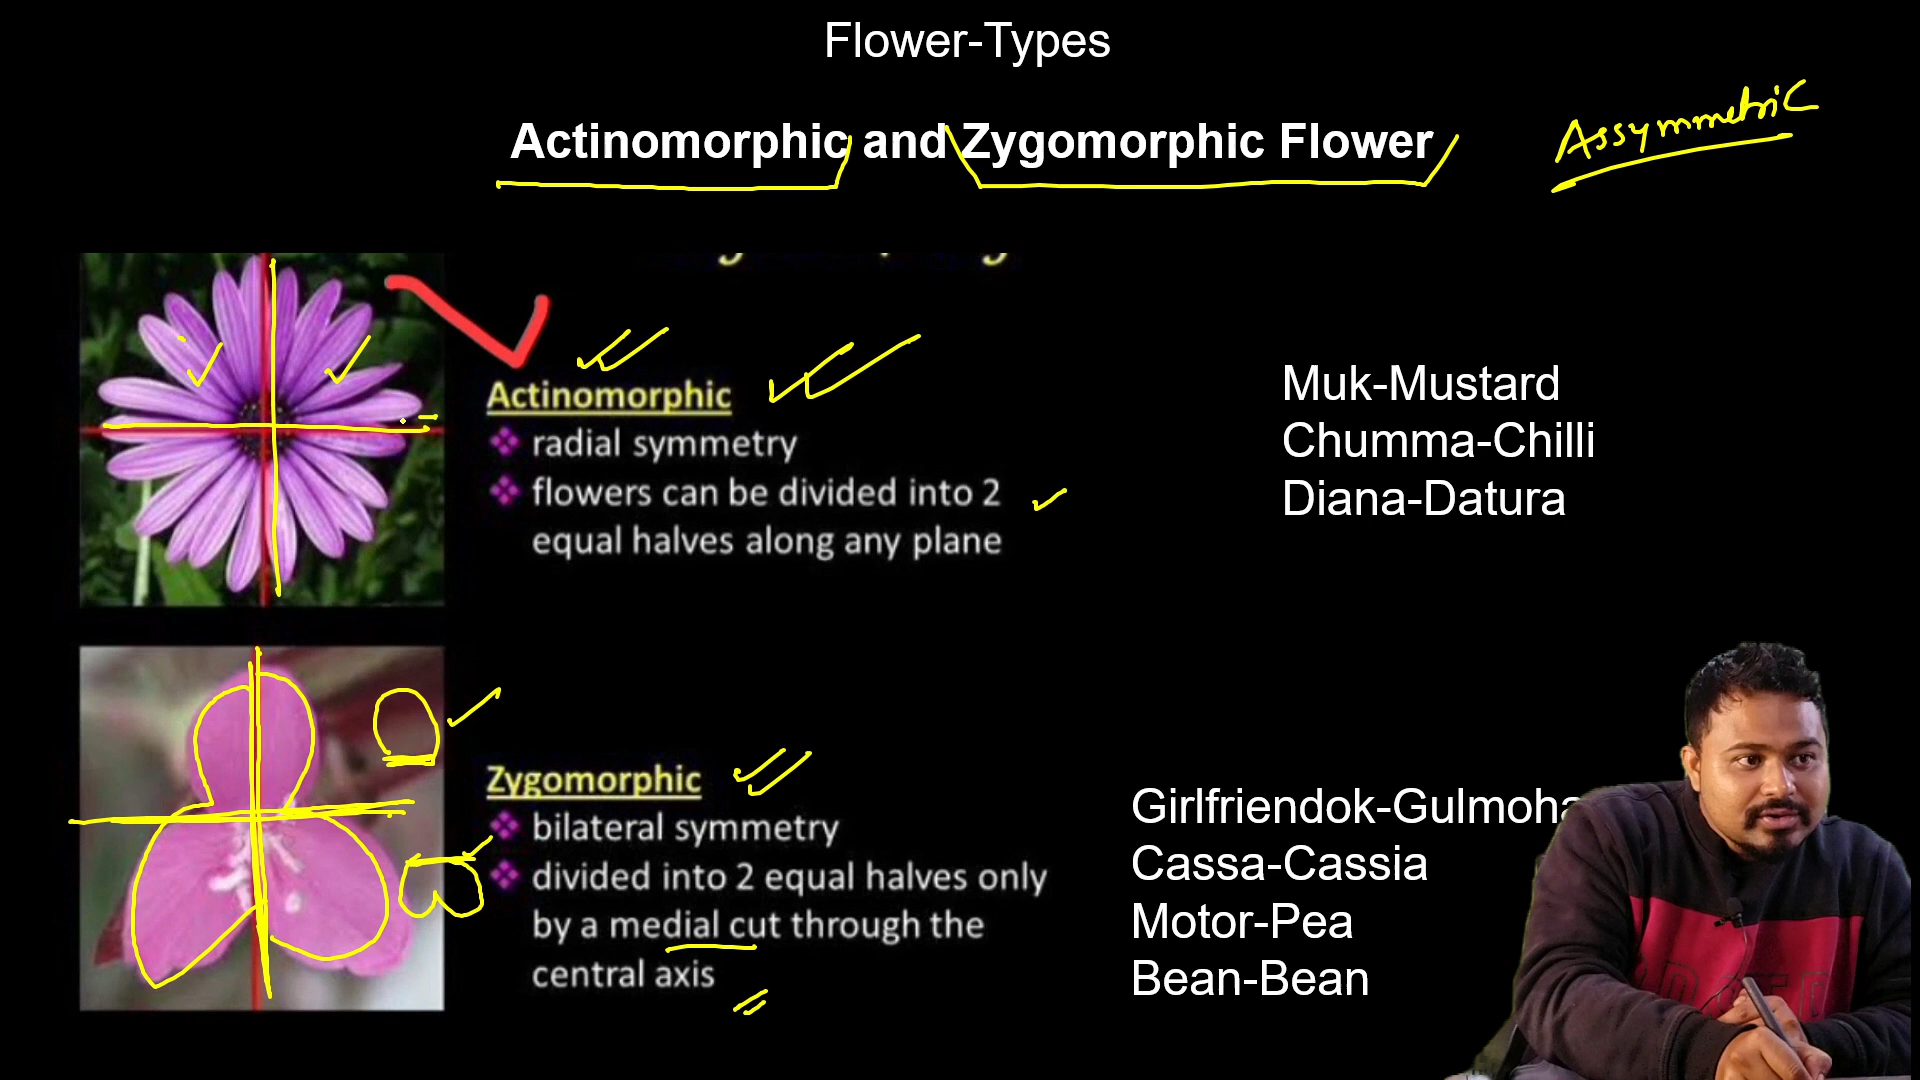 Flower-Types
Actinomorphic and Zygomorphic Flower
AssymmetriC
Actinomorphic
❖ radial symmetry
❖ flowers can be divided into 2
equal halves along any plane
Muk-Mustard
Chumma-Chilli
Diana-Datura
Zygomorphic
❖ bilateral symmetry
❖ divided into 2 equal halves only
by a medial cut through the
central axis
Girlfriendok-Gulmoha
Cassa-Cassia
Motor-Pea
Bean-Bean